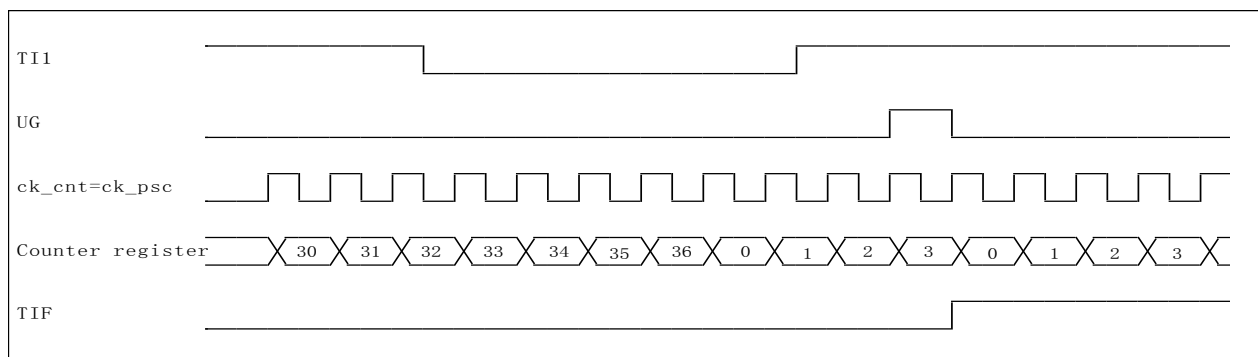 TI1
UG
ck_cnt=ck_psc
Counter register 30 31 32 33 34 35 36 0 1 2 3 0 1 2 3
TIF